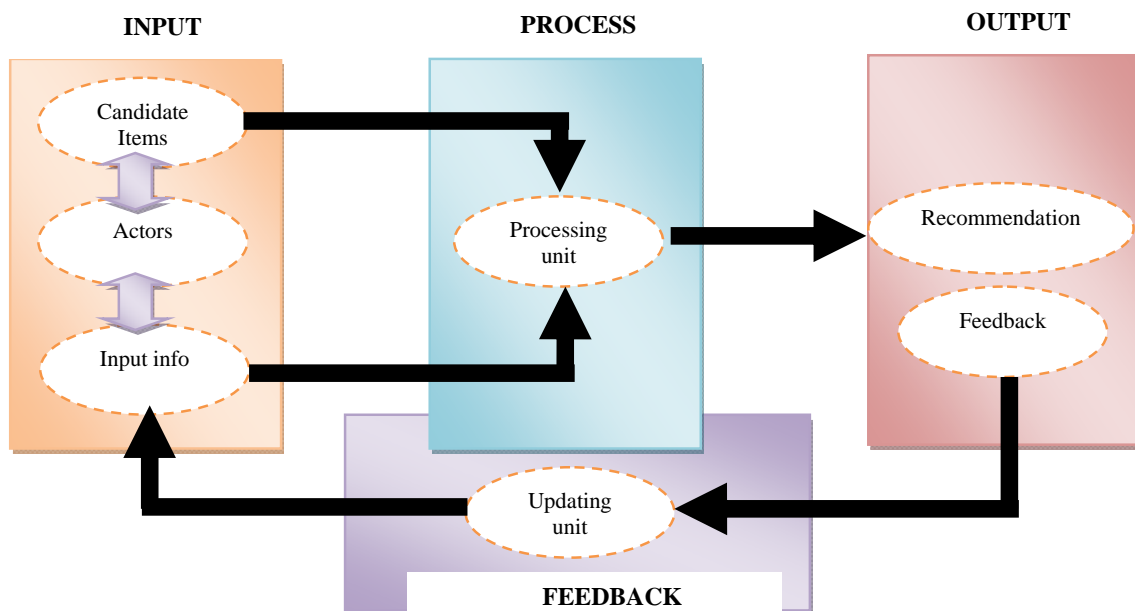 INPUT
PROCESS
OUTPUT
Candidate
Items
Actors
Input info
Processing
unit
Recommendation
Feedback
Updating
unit
FEEDBACK